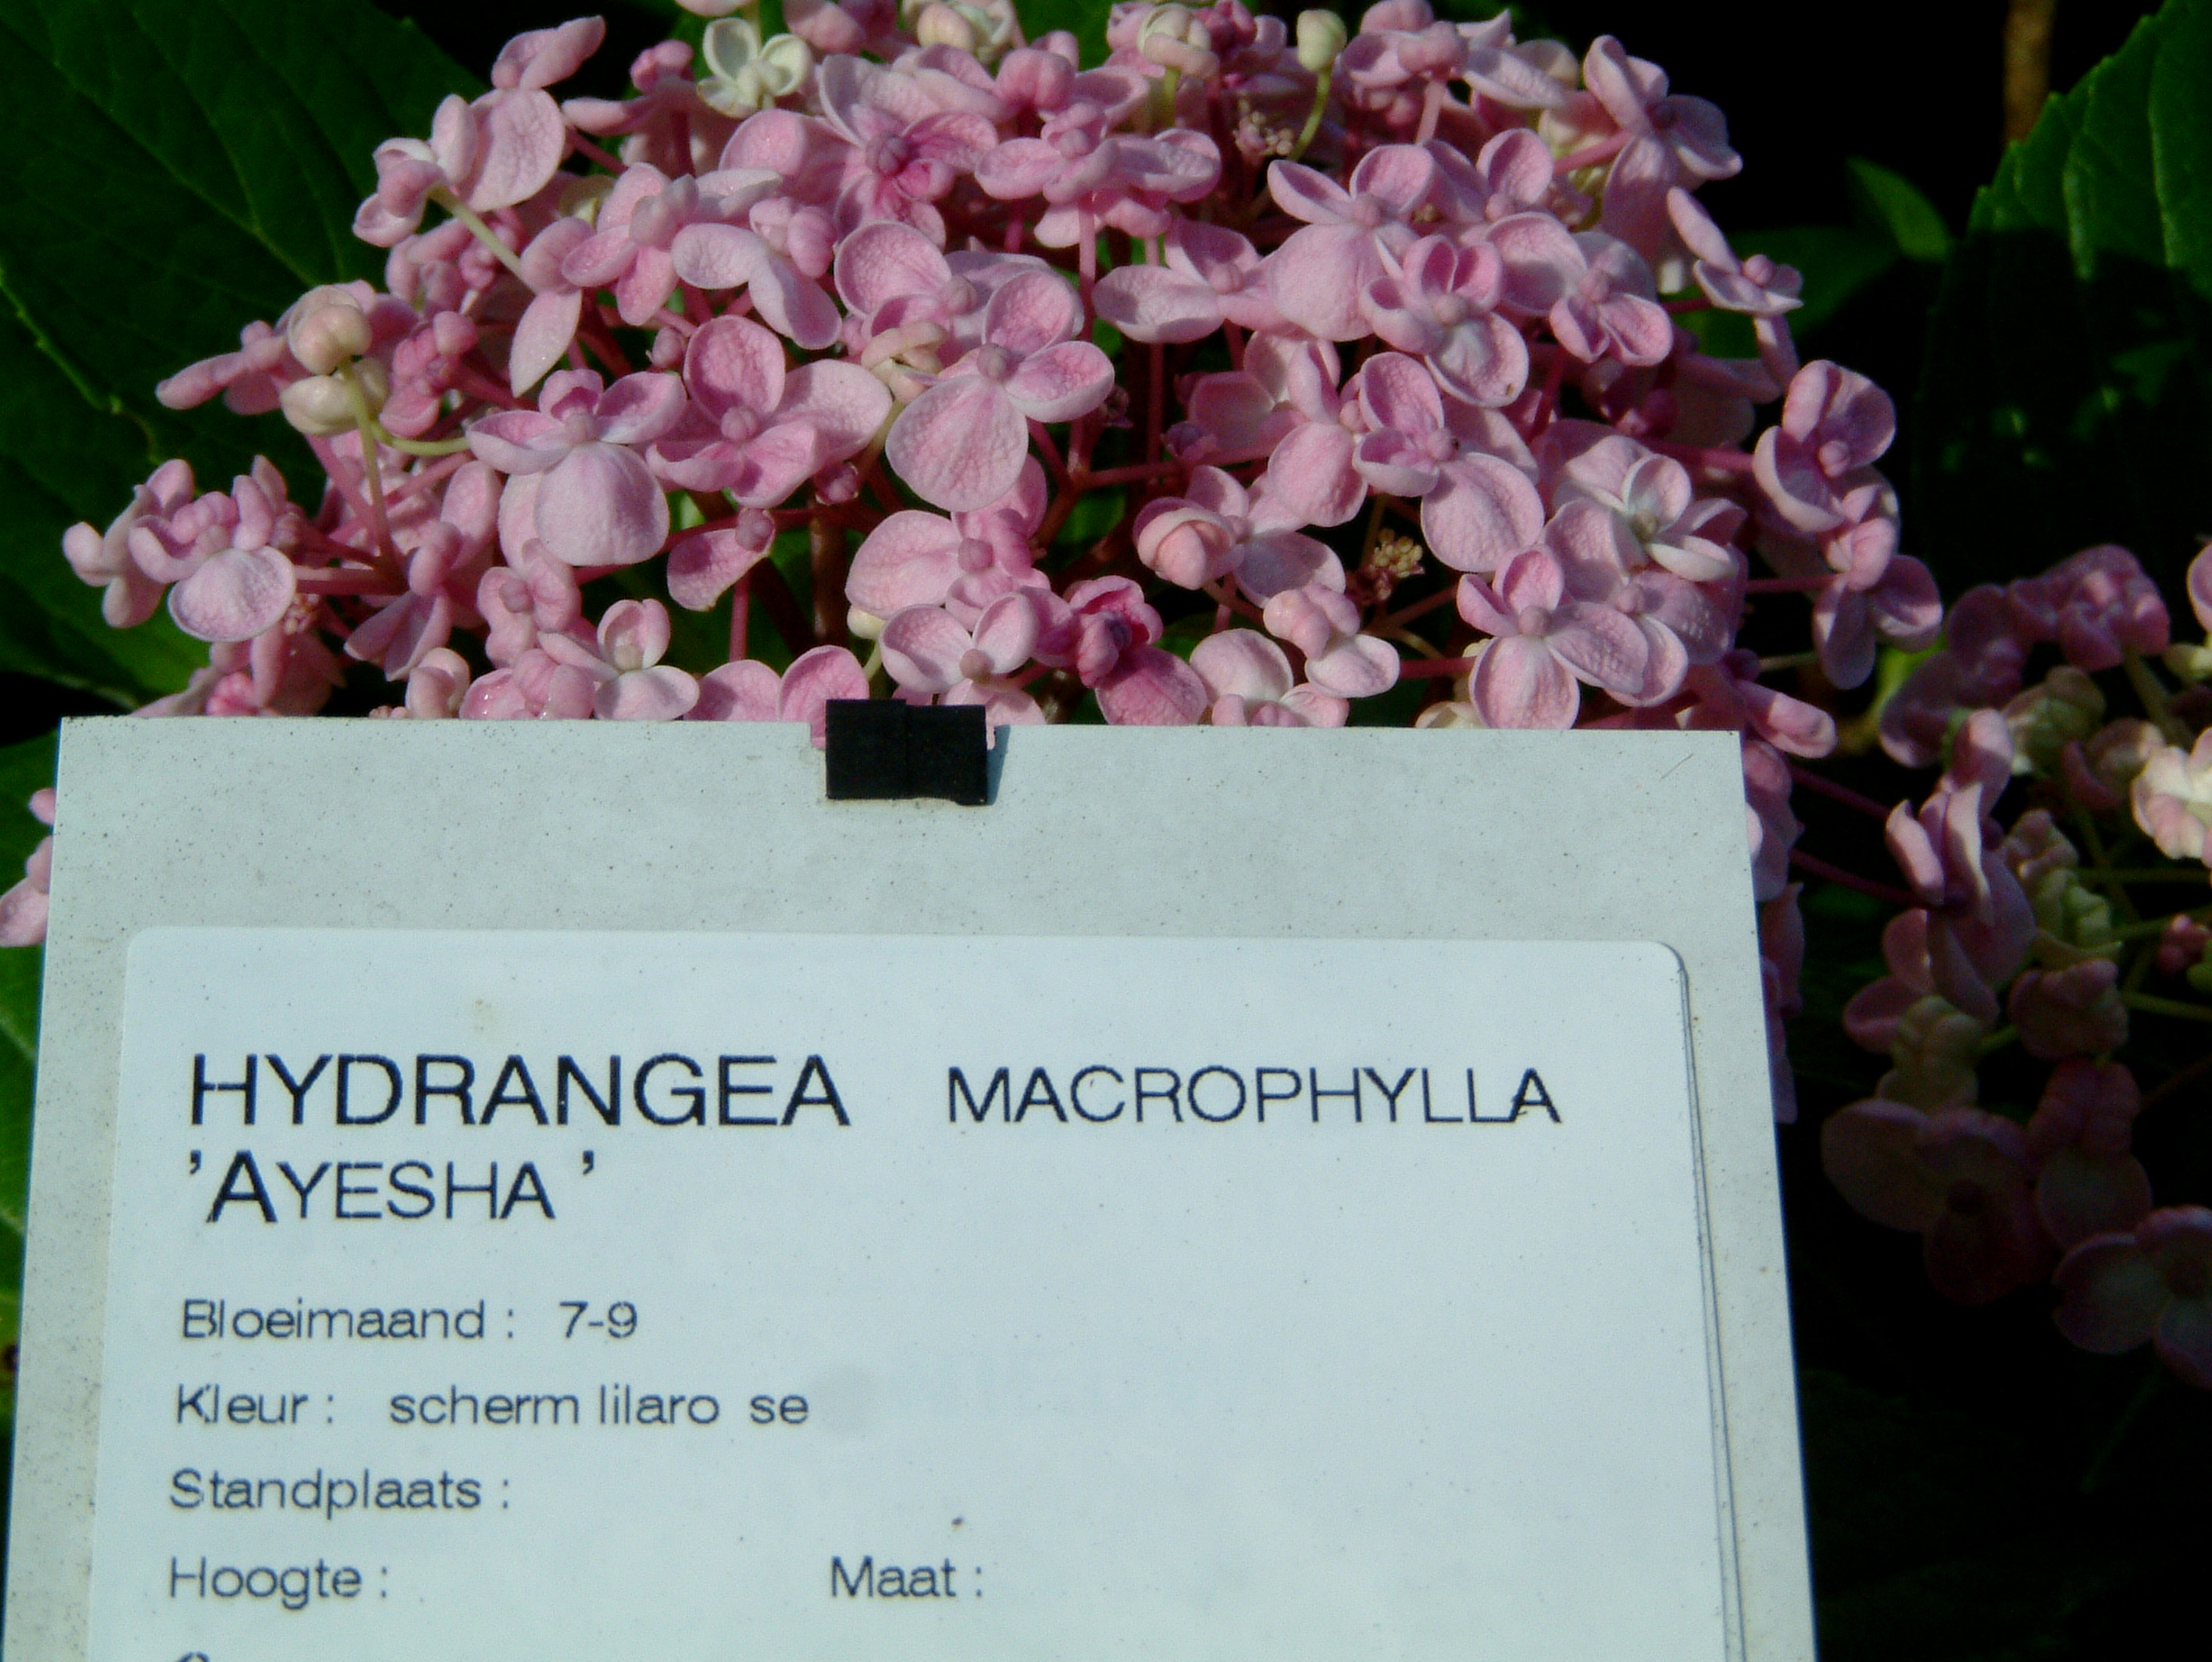 HYDRANGEA MACROPHYLLA
'AYESHA'
Bloeimaand : 7-9
Kleur : scherm lilaro se
Standplaats :
Hoogte : Maat :